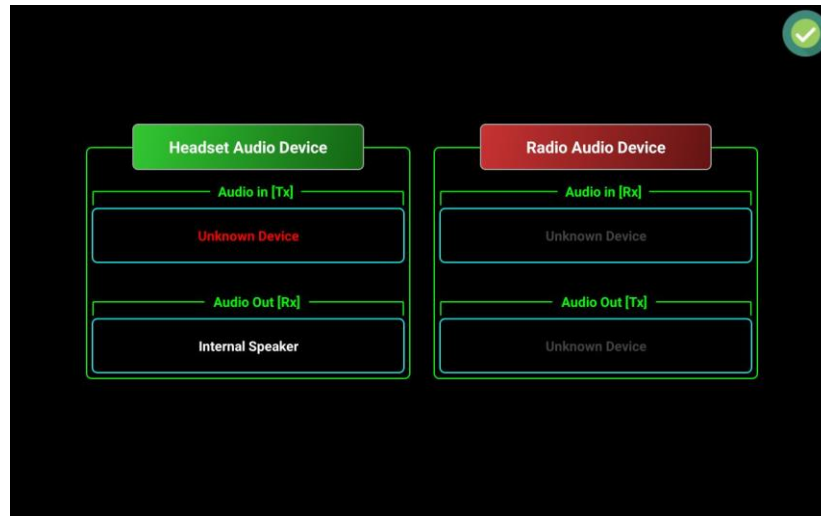 Headset Audio Device
Audio in [Tx]
Unknown Device
Audio Out [Rx]
Internal Speaker
Radio Audio Device
Audio in [Rx]
Unknown Device
Audio Out [Tx]
Unknown Device